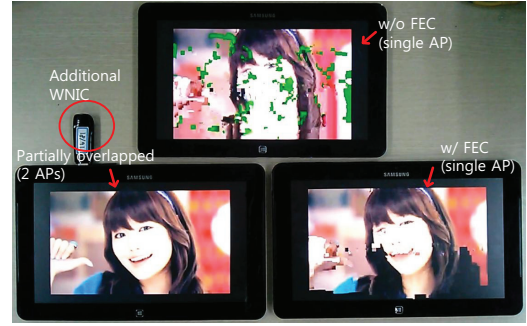 SAMSUNG
w/o FEC
(single AP)
Additional
WNIC
Partially overlapped
(2 APs)
SAMSUNG
w/ FEC
(single AP)
SAMSUNG